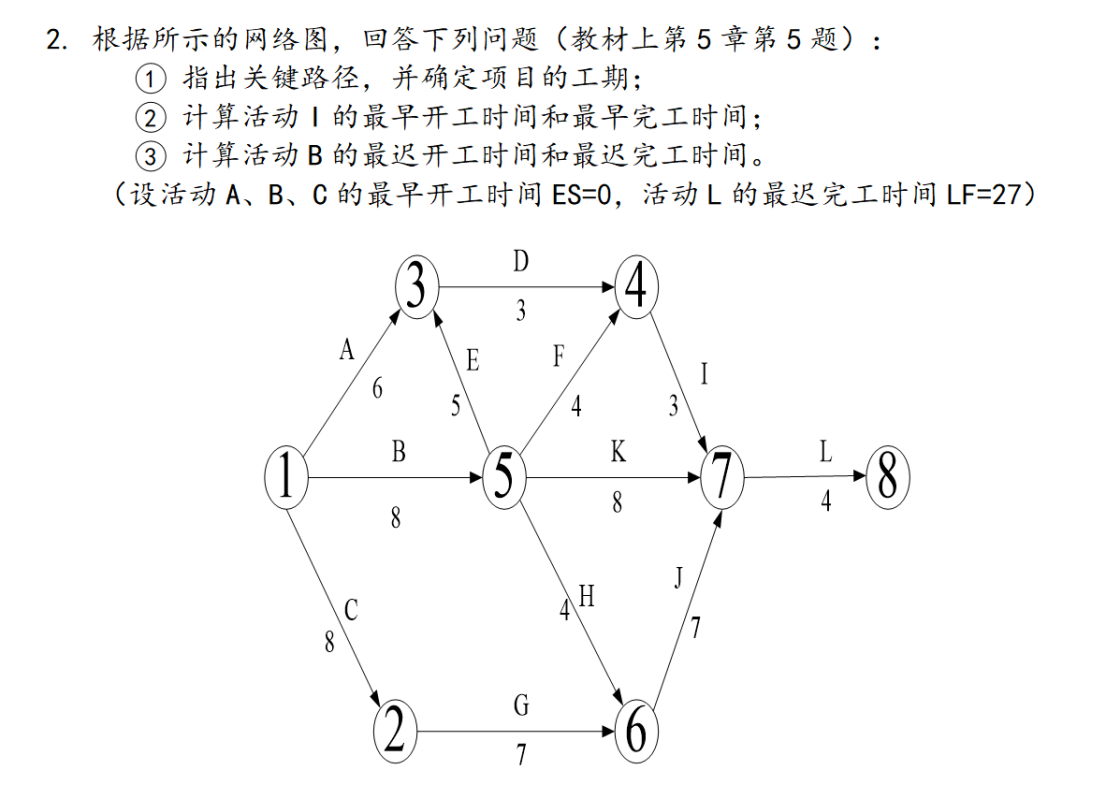 2. 根据所示的网络图，回答下列问题（教材上第 5 章第 5 题）：
① 指出关键路径，并确定项目的工期；
② 计算活动 I 的最早开工时间和最早完工时间；
③ 计算活动 B 的最迟开工时间和最迟完工时间。
（设活动 A、B、C 的最早开工时间 ES=0，活动 L 的最迟完工时间 LF=27）
D
3
4
3
A
E
F
I
6
5
4
3
B
K
L
1
5
7
8
8
8
4
C
H
J
8
4
7
G
2
6
7